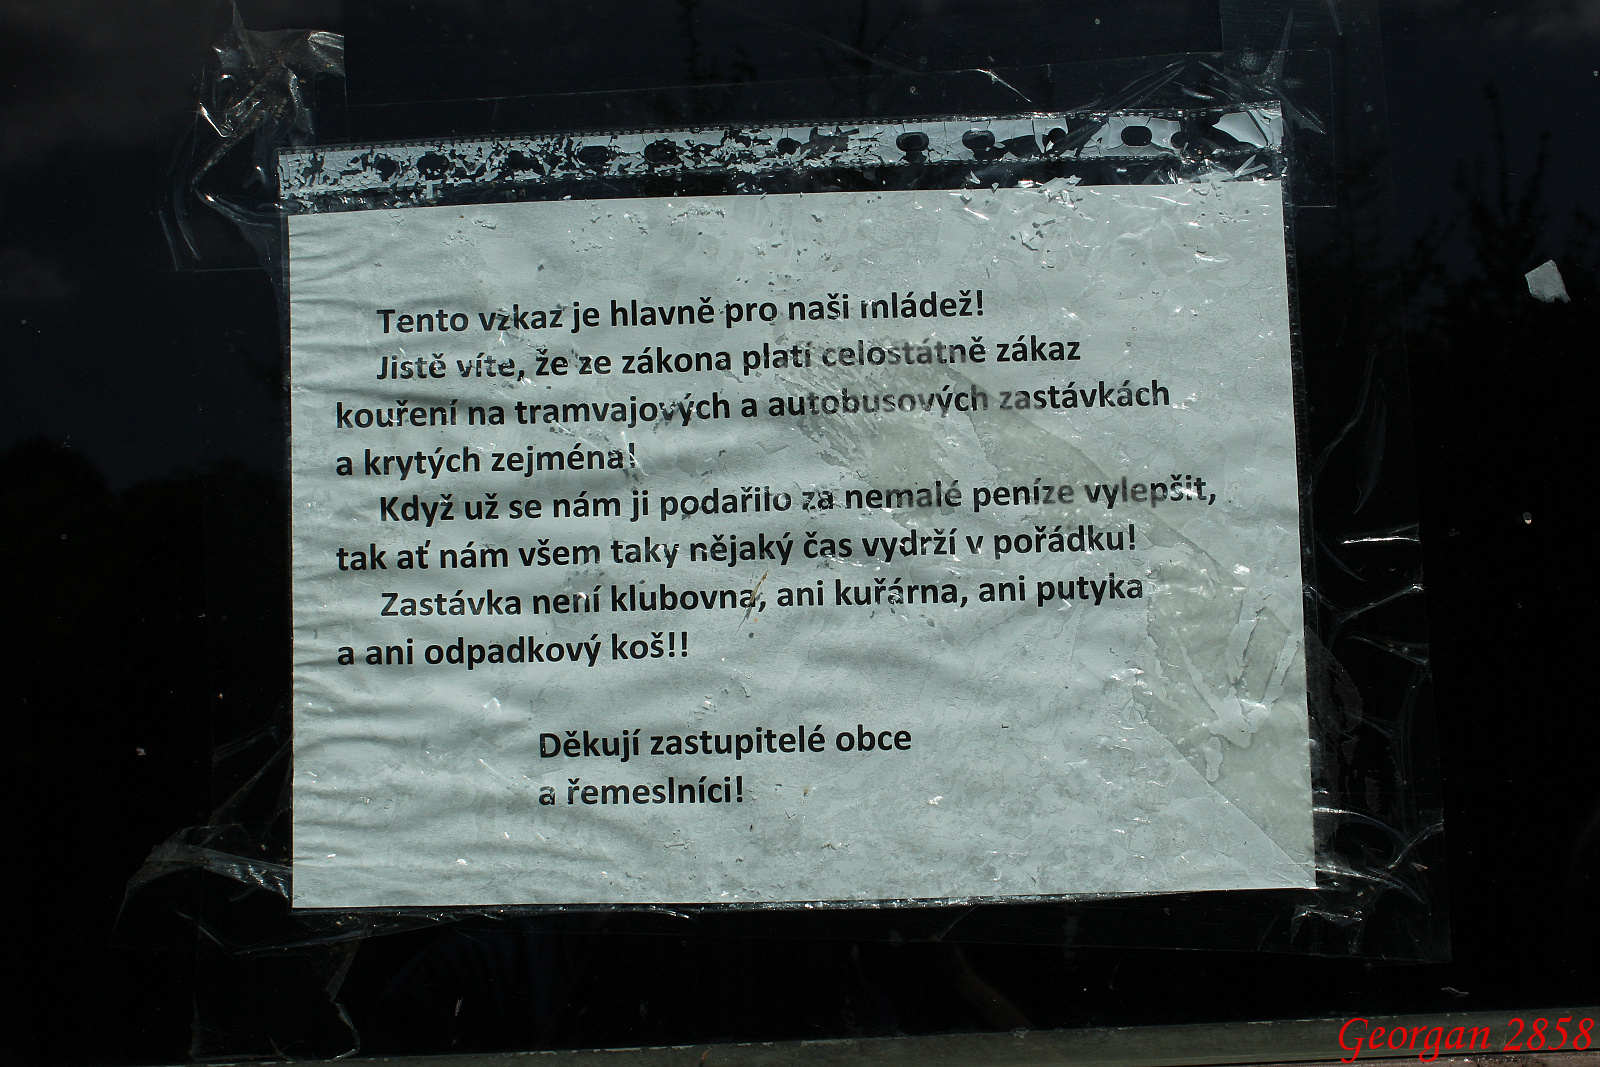 Tento vzkaz je hlavně pro naši mládež!
Jistě víte, že ze zákona platí celostátně zákaz
kouření na tramvajových a autobusových zastávkách
a krytých zejména!
Když už se nám ji podařilo za nemalé peníze vylepšit,
tak ať nám všem taky nějaký čas vydrží v pořádku!
Zastávka není klubovna, ani kuřárna, ani putyka
a ani odpadkový koš!!
Děkují zastupitelé obce
a řemeslníci!
Georgan 2858